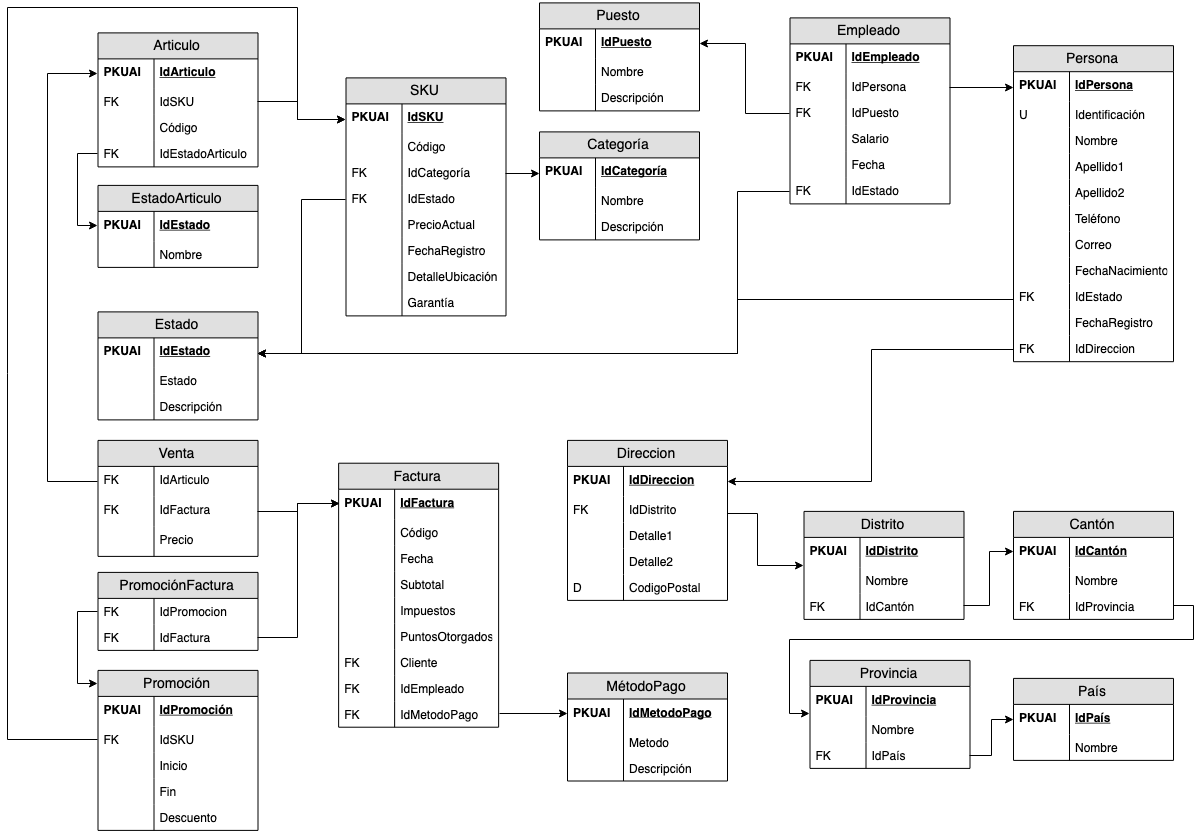 Articulo
PKUAI IdArticulo
FK IdSKU
Código
FK IdEstadoArticulo
EstadoArticulo
PKUAI IdEstado
Nombre
Estado
PKUAI IdEstado
Estado
Descripción
Venta
FK IdArticulo
FK IdFactura
Precio
PromociónFactura
FK IdPromocion
FK IdFactura
Promoción
PKUAI IdPromoción
FK IdSKU
Inicio
Fin
Descuento
SKU
PKUAI IdSKU
Código
FK IdCategoría
FK IdEstado
PrecioActual
FechaRegistro
DetalleUbicación
Garantía
Factura
PKUAI IdFactura
Código
Fecha
Subtotal
Impuestos
PuntosOtorgados
FK Cliente
FK IdEmpleado
FK IdMetodoPago
Puesto
PKUAI IdPuesto
Nombre
Descripción
Categoría
PKUAI IdCategoría
Nombre
Descripción
Direccion
PKUAI IdDireccion
FK IdDistrito
Detalle1
Detalle2
D CodigoPostal
MétodoPago
PKUAI IdMetodoPago
Metodo
Descripción
Empleado
PKUAI IdEmpleado
FK IdPersona
FK IdPuesto
Salario
Fecha
FK IdEstado
Distrito
PKUAI IdDistrito
Nombre
FK IdCantón
Provincia
PKUAI IdProvincia
Nombre
FK IdPaís
Persona
PKUAI IdPersona
U Identificación
Nombre
Apellido1
Apellido2
Teléfono
Correo
FechaNacimiento
FK IdEstado
FechaRegistro
FK IdDireccion
Cantón
PKUAI IdCantón
Nombre
FK IdProvincia
País
PKUAI IdPaís
Nombre